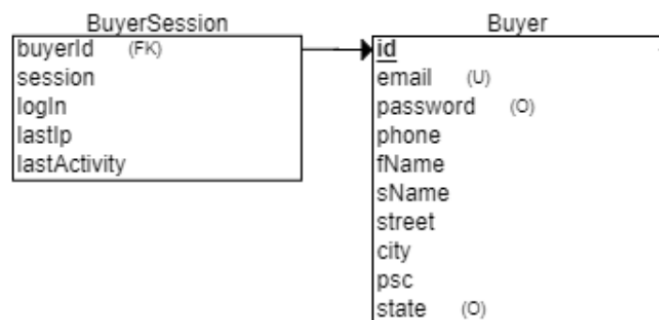 BuyerSession
buyerId (FK)
session
logIn
lastIp
lastActivity
Buyer
id
email (U)
password (O)
phone
fName
sName
street
city
psc
state (O)